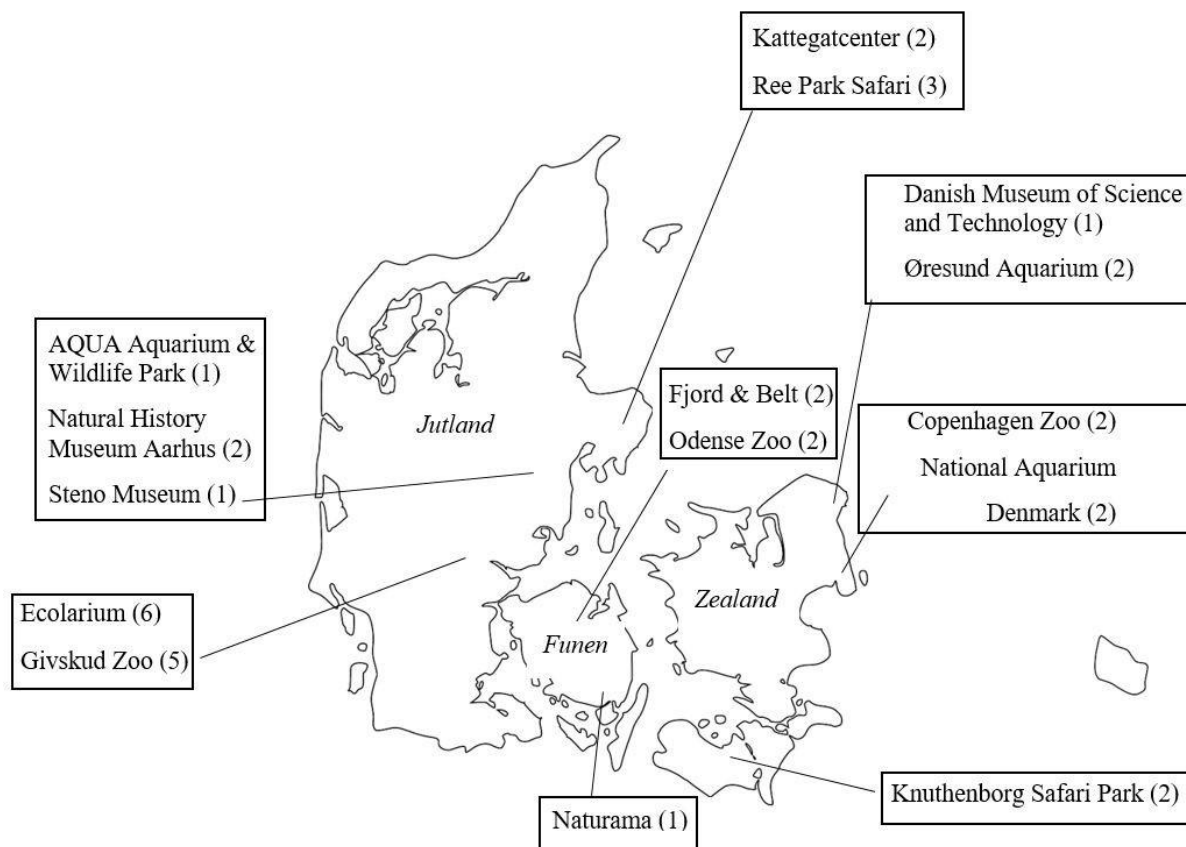 Kattegatcenter (2)
Ree Park Safari (3)
Danish Museum of Science
and Technology (1)
Øresund Aquarium (2)
AQUA Aquarium &
Wildlife Park (1)
Natural History
Museum Aarhus (2)
Steno Museum (1)
Jutland
Fjord & Belt (2)
Odense Zoo (2)
Copenhagen Zoo (2)
National Aquarium
Denmark (2)
Zealand
Ecolarium (6)
Givskud Zoo (5)
Funen
Knuthenborg Safari Park (2)
Naturama (1)